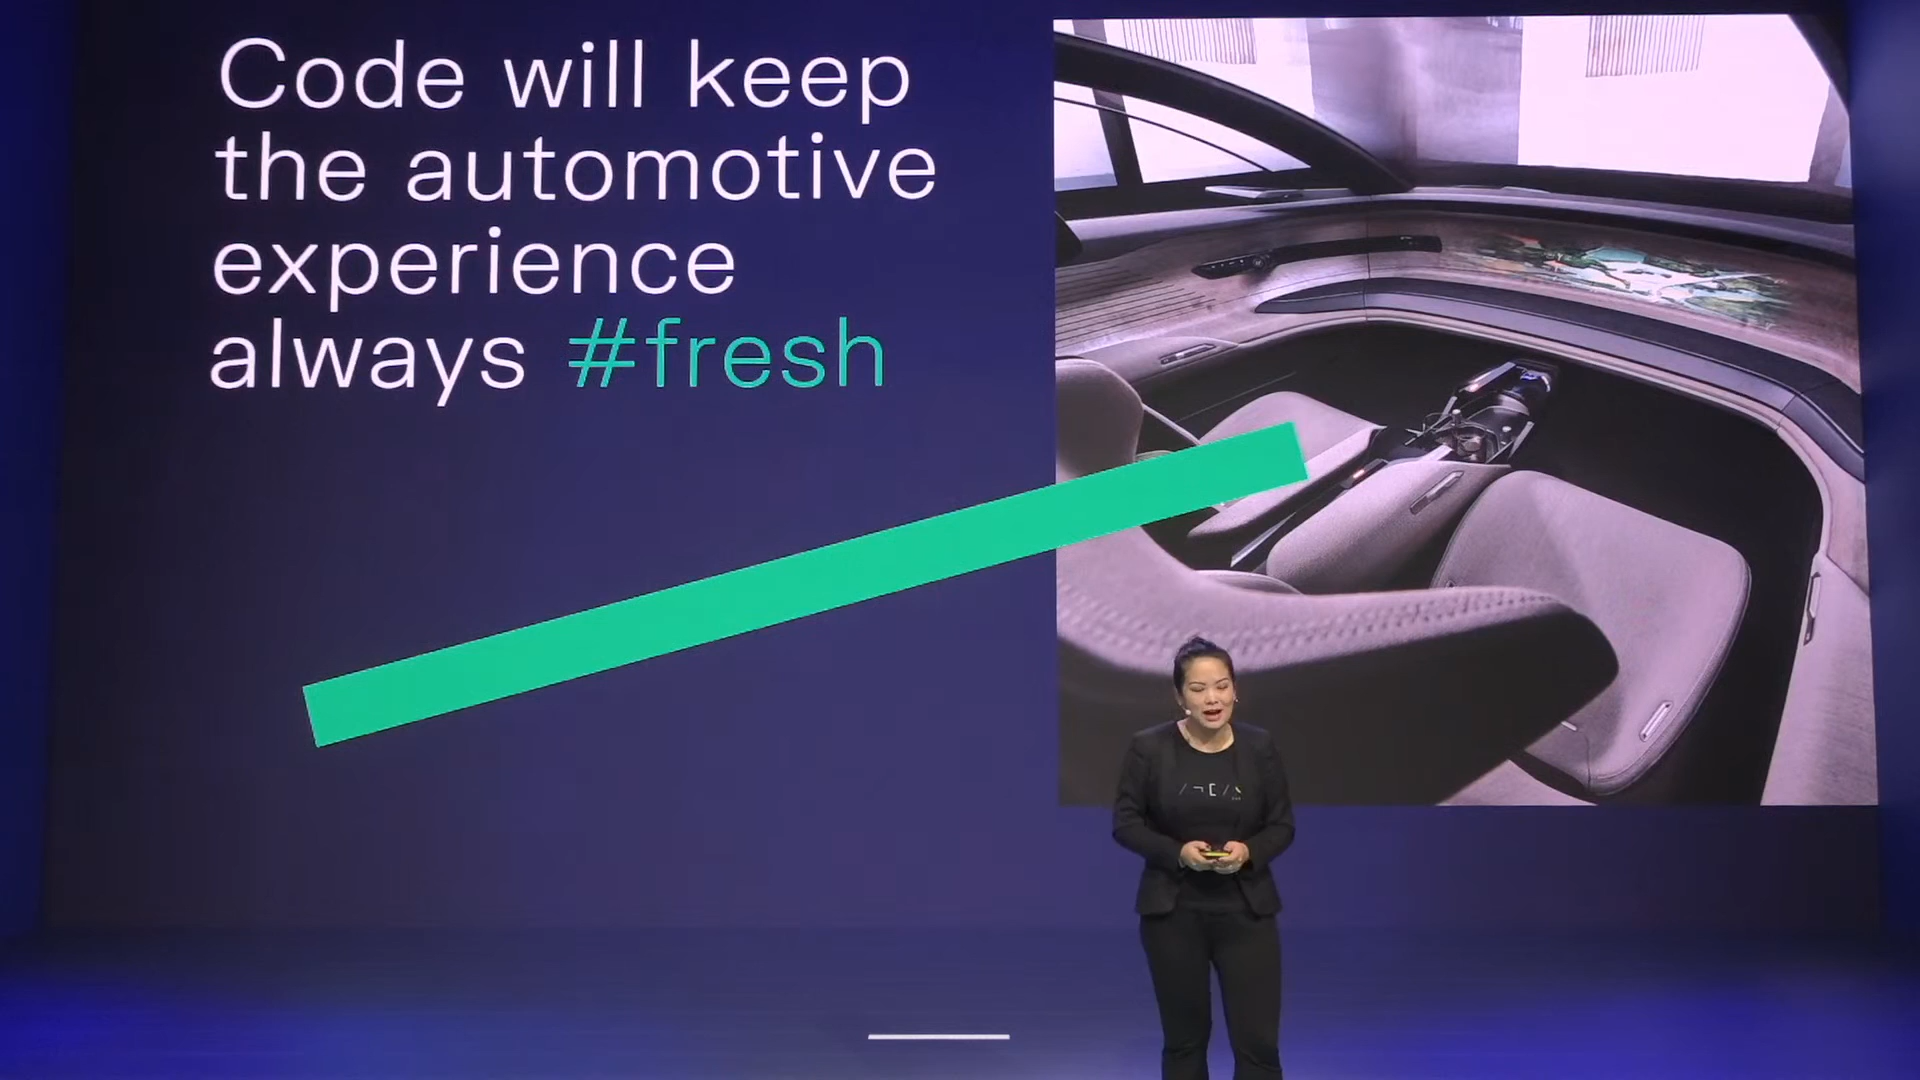 Code will keep
the automotive
experience
always #fresh